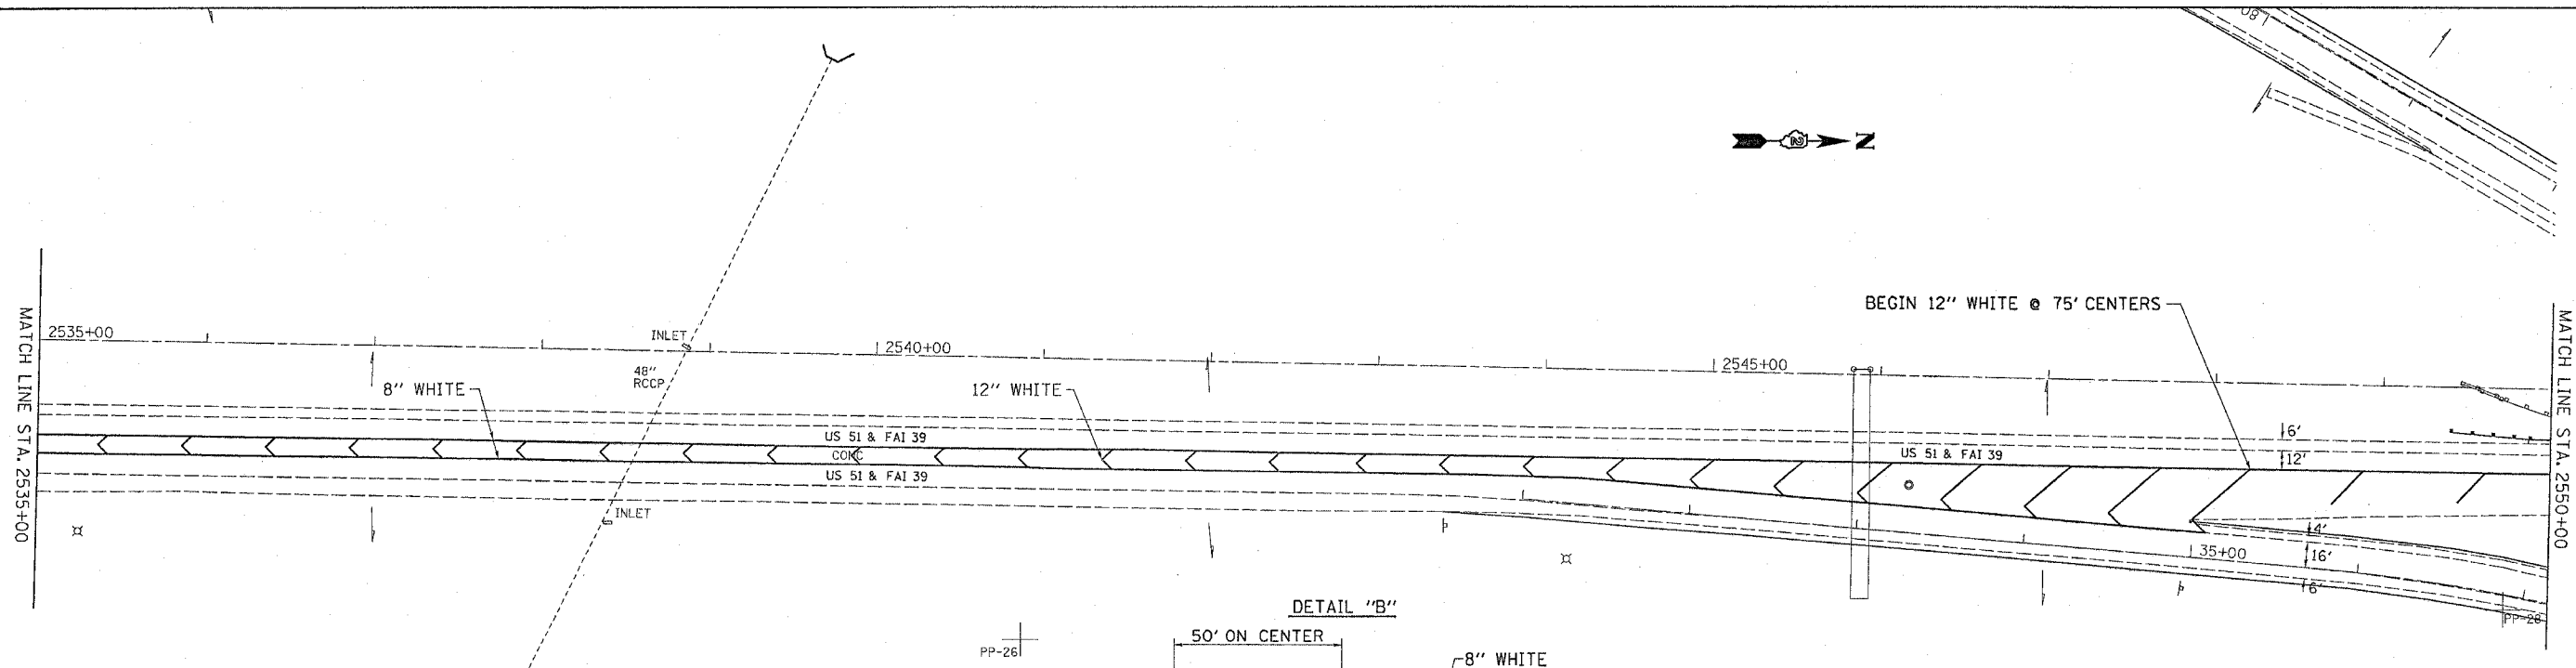 08
N
BEGIN 12" WHITE @ 75' CENTERS
MATCH LINE STA. 2535+00
2535+00
INLET
2540+00
2545+00
MATCH LINE STA. 2550+00
48"
RCCP
8" WHITE
12" WHITE
6'
US 51 & FAI 39
CONC
US 51 & FAI 39
US 51 & FAI 39
12'
INLET
4'
35+00
16'
6'
DETAIL "B"
PP-28
50' ON CENTER
PP-26
8" WHITE